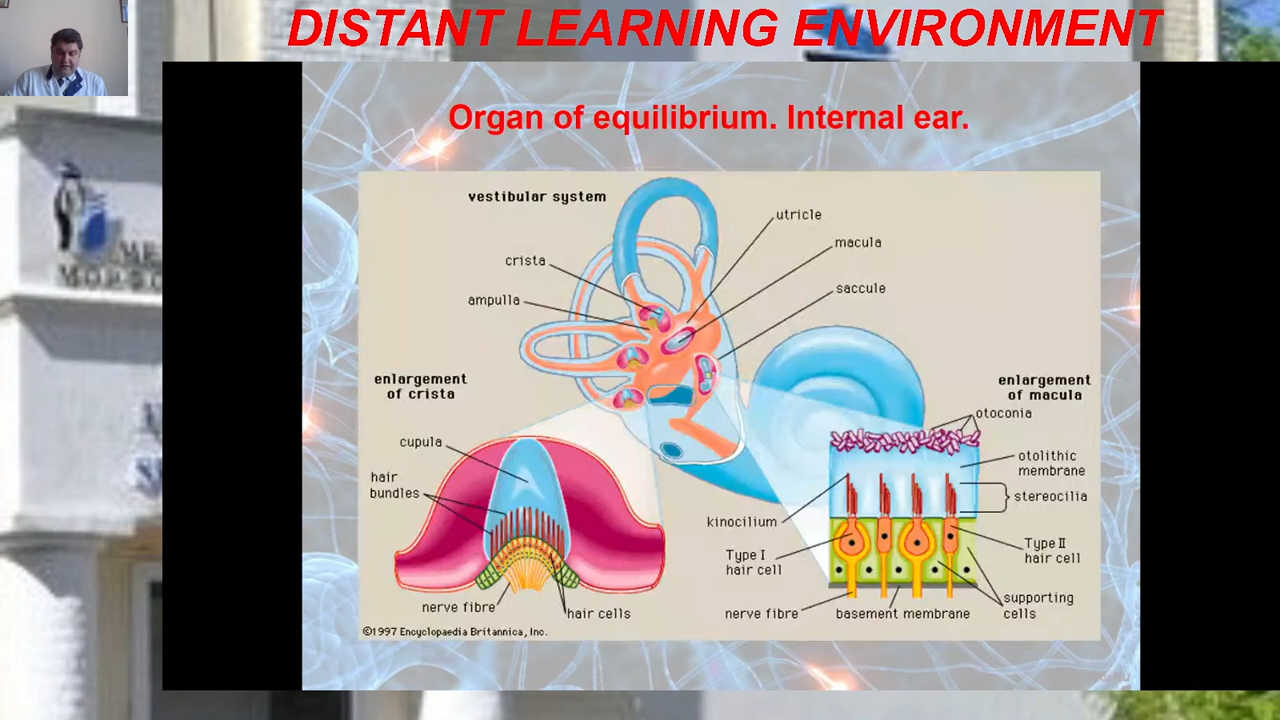 DISTANT LEARNING ENVIRONMENT
Organ of equilibrium. Internal ear.
vestibular system
utricle
macula
crista
saccule
ampulla
enlargement
of crista
enlargement
of macula
otoconia
cupula
otolithic
membrane
hair
bundles
stereocilia
kinocilium
Type I
hair cell
Type II
hair cell
nerve fibre
hair cells
nerve fibre
basement membrane
supporting
cells
©1997 Encyclopaedia Britannica, Inc.